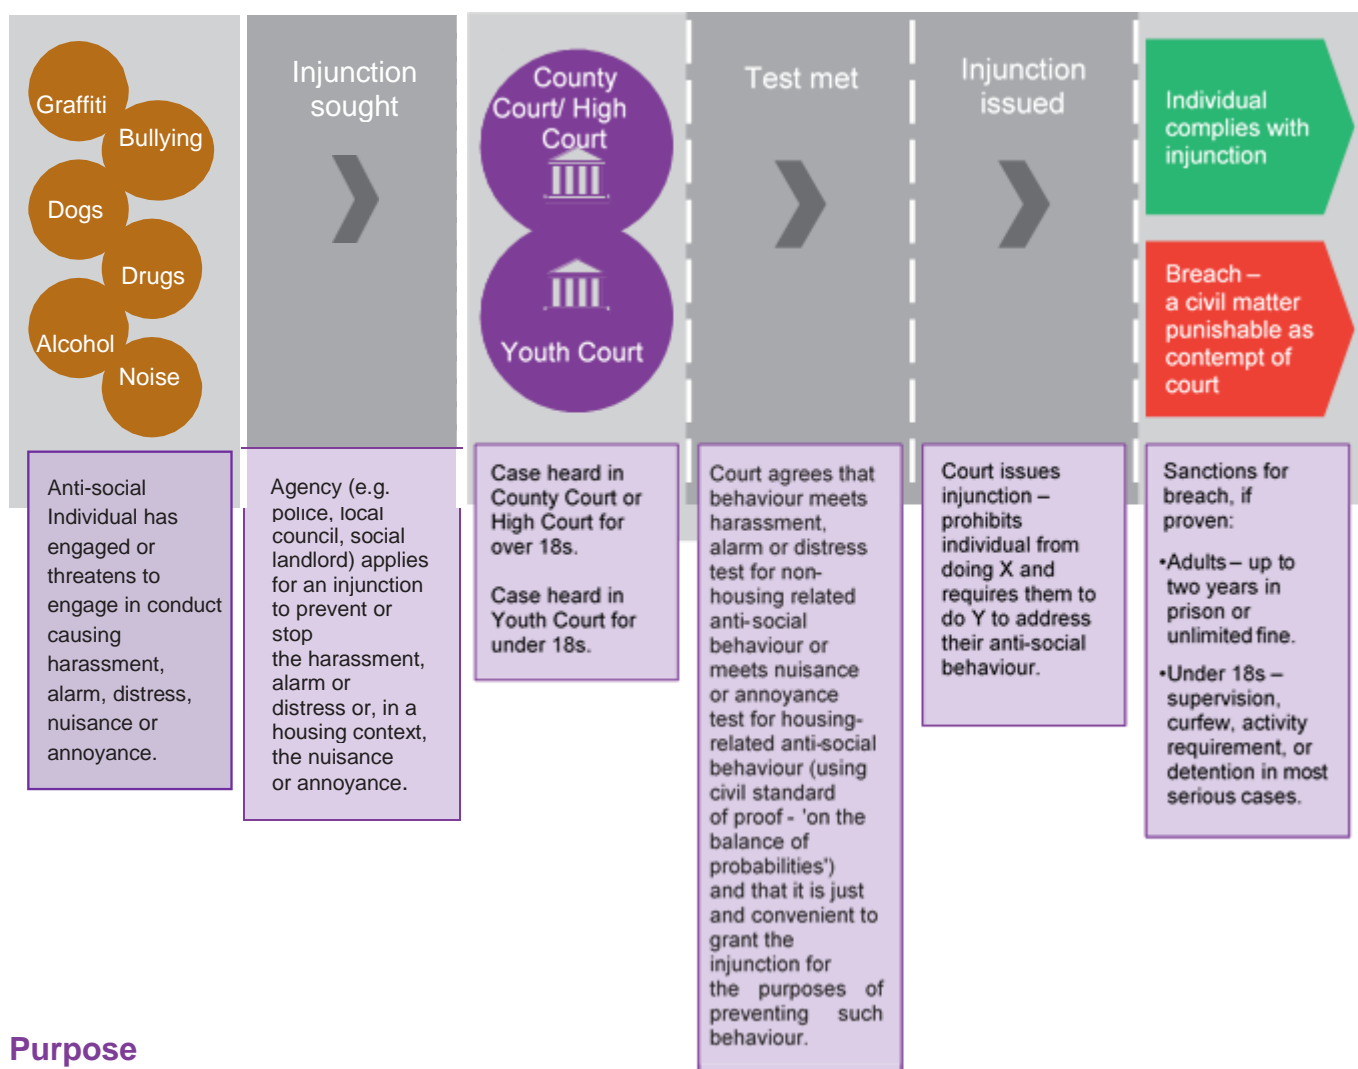 Graffiti
Bullying
Dogs
Drugs
Alcohol
Noise
Anti-social
Individual has
engaged or
threatens to
engage in conduct
causing
harassment,
alarm, distress,
nuisance or
annoyance.
Injunction
sought
Agency (e.g.
police, local
council, social
landlord) applies
for an injunction
to prevent or
stop
the harassment,
alarm or
distress or, in a
housing context,
the nuisance
or annoyance.
County
Court/ High
Court
Youth Court
Case heard in
County Court or
High Court for
over 18s.
Case heard in
Youth Court for
under 18s.
Test met
Court agrees that
behaviour meets
harassment,
alarm or distress
test for non-
housing related
anti-social
behaviour or
meets nuisance
or annoyance
test for housing-
related anti-social
behaviour (using
civil standard
of proof - 'on the
balance of
probabilities')
and that it is just
and convenient to
grant the
injunction for
the purposes of
preventing such
behaviour.
Injunction
issued
Court issues
injunction –
prohibits
individual from
doing X and
requires them to
do Y to address
their anti-social
behaviour.
Individual
complies with
injunction
Breach –
a civil matter
punishable as
contempt of
court
Sanctions for
breach, if
proven:
•Adults – up to
two years in
prison or
unlimited fine.
•Under 18s –
supervision,
curfew, activity
requirement, or
detention in most
serious cases.
Purpose